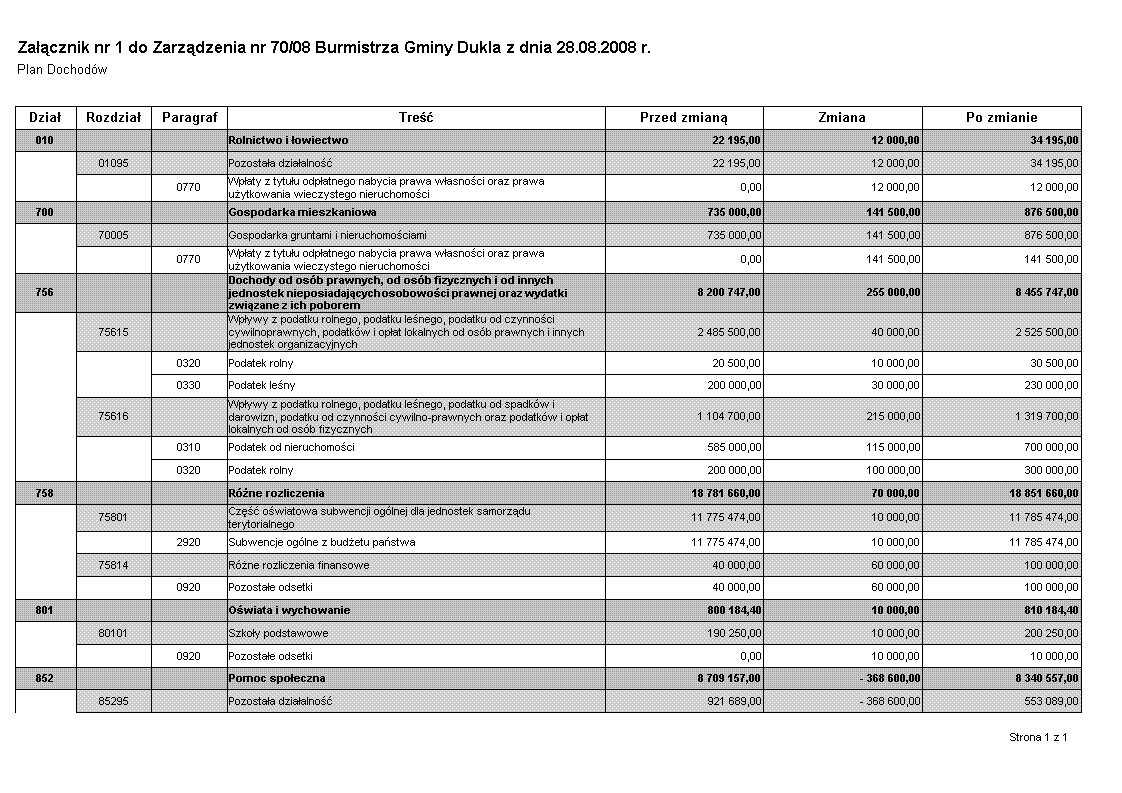 Załącznik nr 1 do Zarządzenia nr 70/08 Burmistrza Gminy Dukla z dnia 28.08.2008 r.
Plan Dochodów
Dział Rozdział Paragraf Treść Przed zmianą Zmiana Po zmianie
010 Rolnictwo i łowiectwo 22 195,00 12 000,00 34 195,00
01095 Pozostała działalność 22 195,00 12 000,00 34 195,00
0770 Wpłaty z tytułu odpłatnego nabycia prawa własności oraz prawa
użytkowania wieczystego nieruchomości 0,00 12 000,00 12 000,00
700 Gospodarka mieszkaniowa 735 000,00 141 500,00 876 500,00
70005 Gospodarka gruntami i nieruchomościami 735 000,00 141 500,00 876 500,00
0770 Wpłaty z tytułu odpłatnego nabycia prawa własności oraz prawa
użytkowania wieczystego nieruchomości 0,00 141 500,00 141 500,00
Dochody od osób prawnych, od osób fizycznych i od innych
756 jednostek nieposiadających osobowości prawnej oraz wydatki 8 200 747,00 255 000,00 8 455 747,00
związane z ich poborem
Wpływy z podatku rolnego, podatku leśnego, podatku od czynności
75615 cywilnoprawnych, podatków i opłat lokalnych od osób prawnych i innych 2 485 500,00 40 000,00 2 525 500,00
jednostek organizacyjnych
0320 Podatek rolny 20 500,00 10 000,00 30 500,00
0330 Podatek leśny 200 000,00 30 000,00 230 000,00
Wpływy z podatku rolnego, podatku leśnego, podatku od spadków i
75616 darowizn, podatku od czynności cywilno-prawnych oraz podatków i opłat 1 104 700,00 215 000,00 1 319 700,00
lokalnych od osób fizycznych
0310 Podatek od nieruchomości 585 000,00 115 000,00 700 000,00
0320 Podatek rolny 200 000,00 100 000,00 300 000,00
758 Różne rozliczenia 18 781 660,00 70 000,00 18 851 660,00
75801 Część oświatowa subwencji ogólnej dla jednostek samorządu
terytorialnego 11 775 474,00 10 000,00 11 785 474,00
2920 Subwencje ogólne z budżetu państwa 11 775 474,00 10 000,00 11 785 474,00
75814 Różne rozliczenia finansowe 40 000,00 60 000,00 100 000,00
0920 Pozostałe odsetki 40 000,00 60 000,00 100 000,00
801 Oświata i wychowanie 800 184,40 10 000,00 810 184,40
80101 Szkoły podstawowe 190 250,00 10 000,00 200 250,00
0920 Pozostałe odsetki 0,00 10 000,00 10 000,00
852 Pomoc społeczna 8 709 157,00 - 368 600,00 8 340 557,00
85295 Pozostała działalność 921 689,00 - 368 600,00 553 089,00
Strona 1 z 1